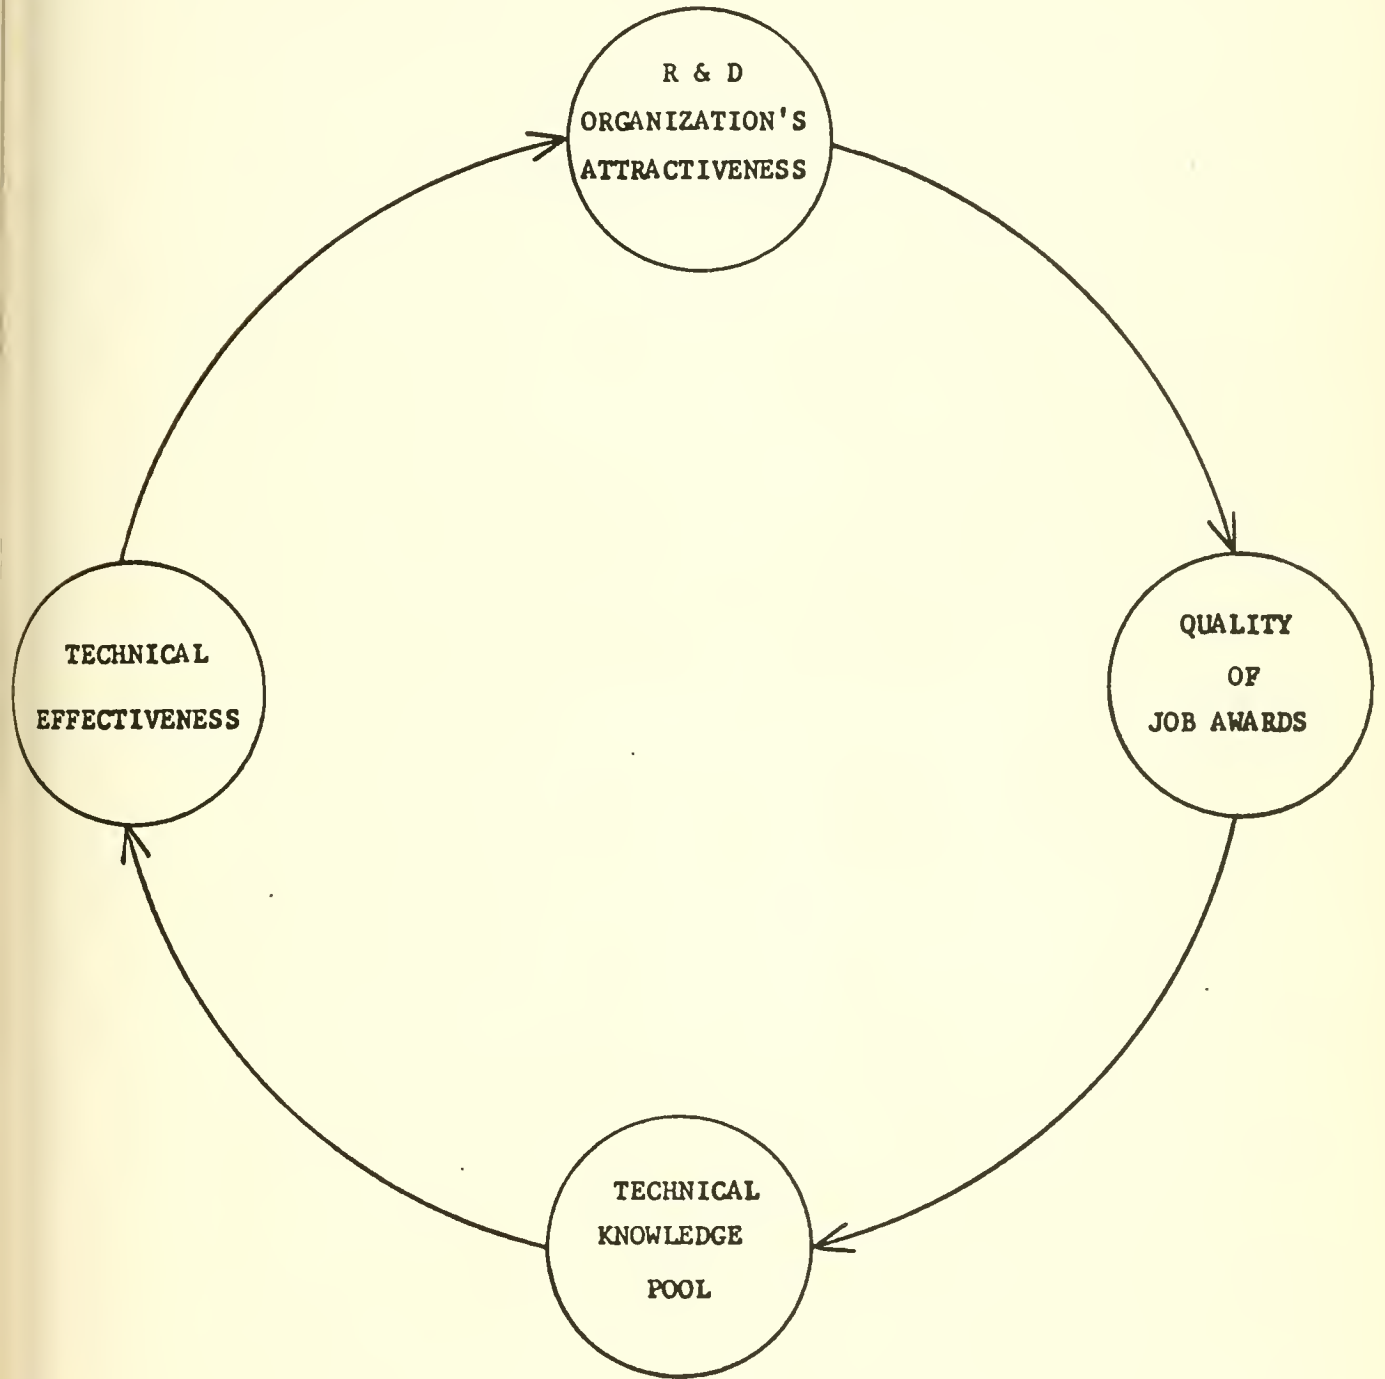 R & D
ORGANIZATION'S
ATTRACTIVENESS
QUALITY
OF
JOB AWARDS
TECHNICAL
EFFECTIVENESS
TECHNICAL
KNOWLEDGE
POOL